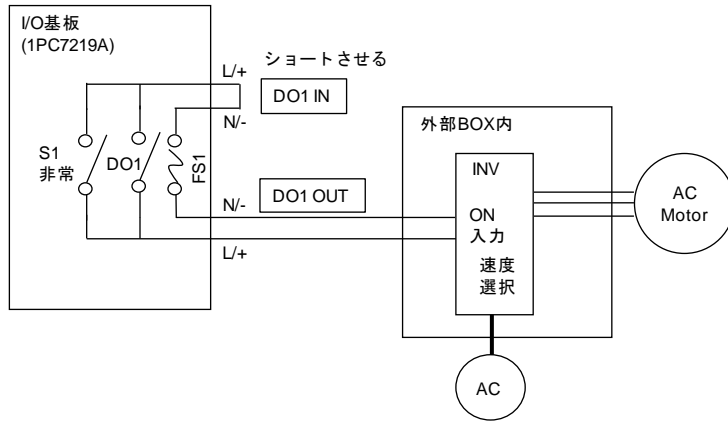 I/O基板
(1PC7219A)
ショートさせる
L/+
DO1 IN
N/-
外部BOX内
S1
非常
DO1
FS1
INV
AC
Motor
DO1 OUT
N/-
ON
入力
L/+
速度
選択
AC